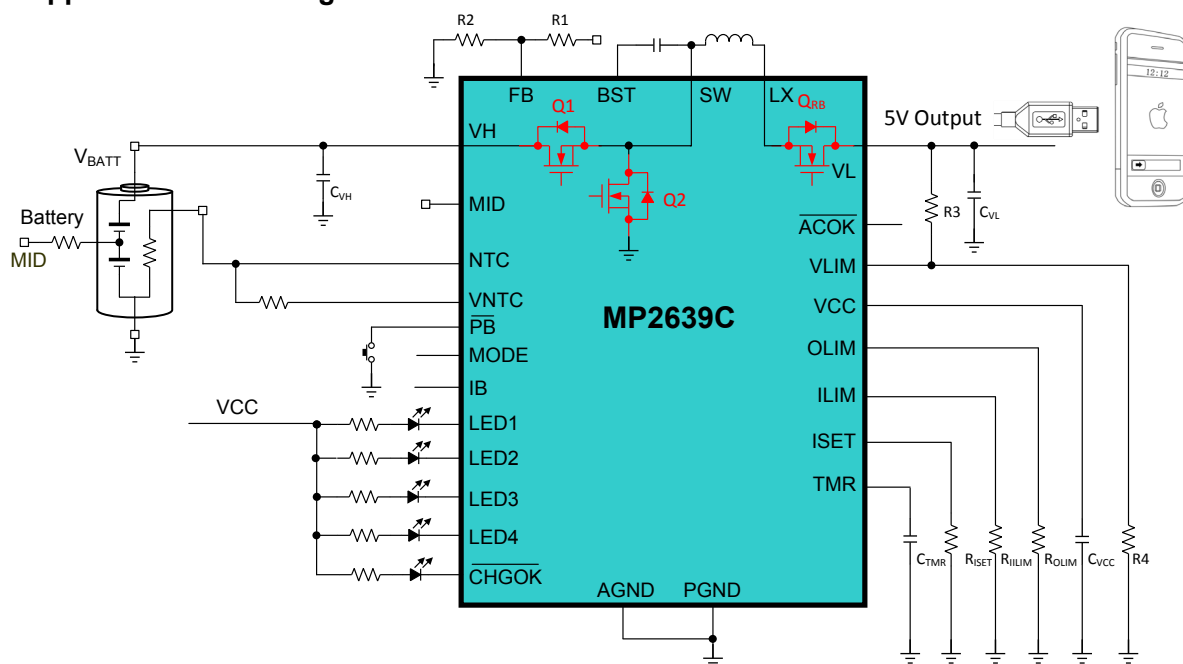 R2
R1
FB
BST
SW
LX
Q1
QRB
5V Output
12:12
VH
VL
VBATT
CVH
Q2
MID
R3
CVL
Battery
ACOK
MID
NTC
VLIM
VNTC
VCC
PB
MP2639C
MODE
OLIM
IB
ILIM
VCC
LED1
ISET
LED2
TMR
LED3
LED4
CTMR
RISET
RIILIM
ROLIM
CVCC
R4
CHGOK
AGND
PGND